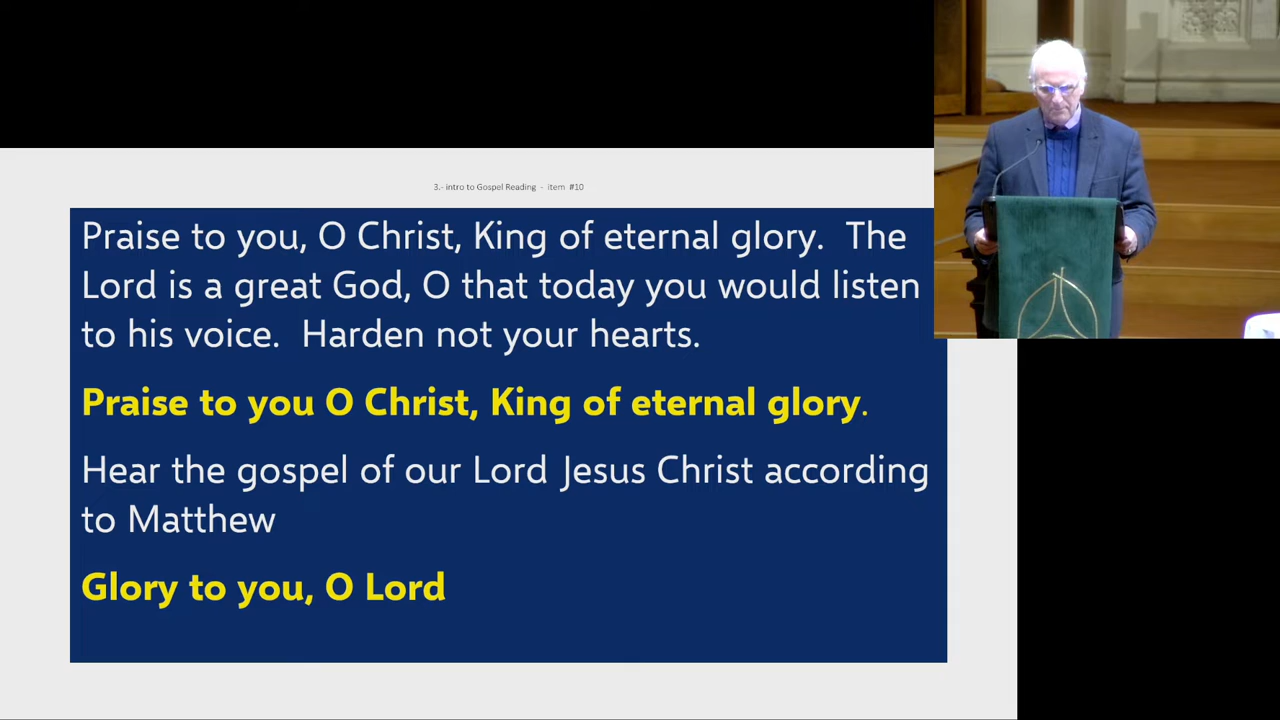 3.- intro to Gospel Reading - item #10
Praise to you, O Christ, King of eternal glory. The
Lord is a great God, O that today you would listen
to his voice. Harden not your hearts.
Praise to you O Christ, King of eternal glory.
Hear the gospel of our Lord Jesus Christ according
to Matthew
Glory to you, O Lord